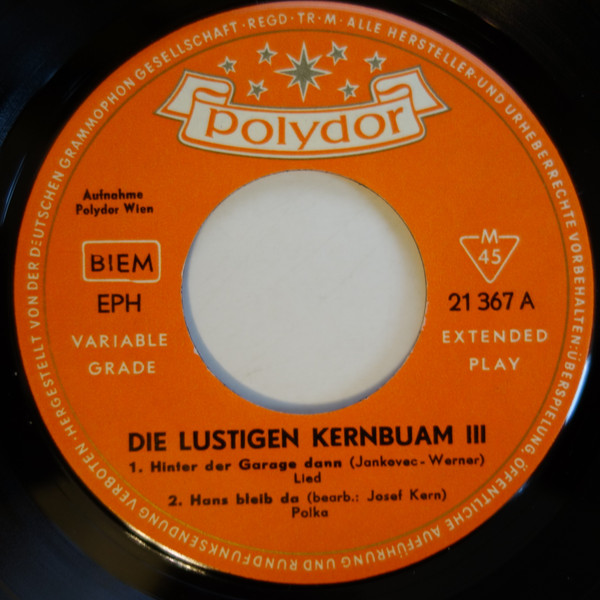 HERGESTELLT VON DER DEUTSCHEN GRAMMOPHON GESELLSCHAFT · REGD · TR · M · ALLE HERSTELLER- UND URHEBERRECHTE VORBEHALTEN · ÜBERSPIELUNG ÖFFENTLICHE AUFFÜHRUNG UND RUNDFUNKSENDUNG VERBOTEN ·
polydor
Aufnahme
Polydor Wien
BIEM
EPH
VARIABLE
GRADE
M
45
21 367 A
EXTENDED
PLAY
DIE LUSTIGEN KERNBUAM III
1. Hinter der Garage dann (Jankovec - Werner)
Lied
2. Hans bleib da (bearb.: Josef Kern)
Polka